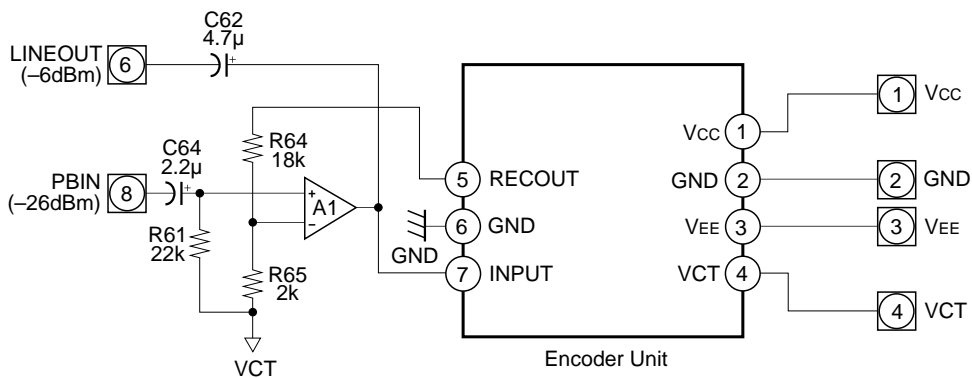 C62
4.7µ
LINEOUT
(–6dBm)
6
+
C64
2.2µ
PBIN
(–26dBm)
8
+
R61
22k
R64
18k
R65
2k
+
–
A1
VCT
5
RECOUT
6
GND
GND
7
INPUT
VCC
1
GND
2
VEE
3
VCT
4
Encoder Unit
1
VCC
2
GND
3
VEE
4
VCT